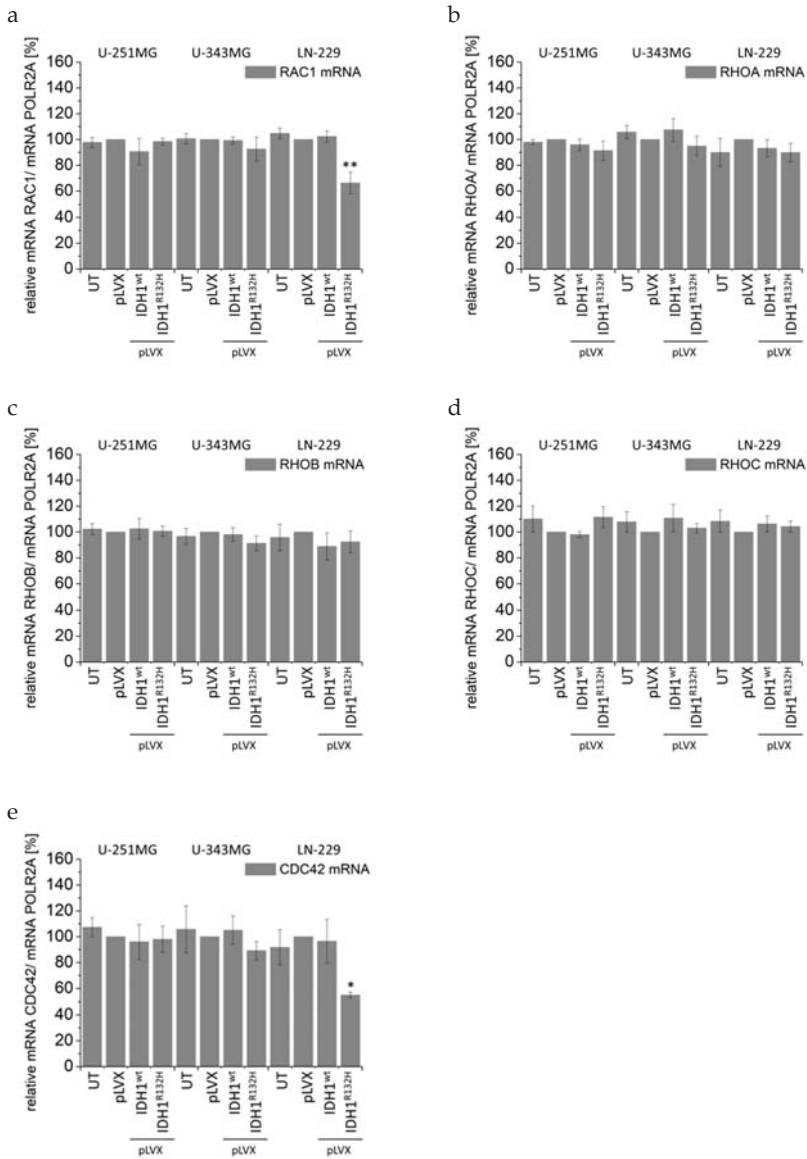 a
U-251MG U-343MG LN-229
RAC1 mRNA
relative mRNA RAC1/ mRNA POLR2A [%]
160
140
120
100
80
60
40
20
0
**
UT pLVX IDH1wt IDH1R132H UT pLVX IDH1wt IDH1R132H UT pLVX IDH1wt IDH1R132H
pLVX pLVX pLVX
b
U-251MG U-343MG LN-229
RHOA mRNA
relative mRNA RHOA/ mRNA POLR2A [%]
160
140
120
100
80
60
40
20
0
UT pLVX IDH1wt IDH1R132H UT pLVX IDH1wt IDH1R132H UT pLVX IDH1wt IDH1R132H
pLVX pLVX pLVX
c
U-251MG U-343MG LN-229
RHOB mRNA
relative mRNA RHOB/ mRNA POLR2A [%]
160
140
120
100
80
60
40
20
0
UT pLVX IDH1wt IDH1R132H UT pLVX IDH1wt IDH1R132H UT pLVX IDH1wt IDH1R132H
pLVX pLVX pLVX
d
U-251MG U-343MG LN-229
RHOC mRNA
relative mRNA RHOC/ mRNA POLR2A [%]
160
140
120
100
80
60
40
20
0
UT pLVX IDH1wt IDH1R132H UT pLVX IDH1wt IDH1R132H UT pLVX IDH1wt IDH1R132H
pLVX pLVX pLVX
e
U-251MG U-343MG LN-229
CDC42 mRNA
relative mRNA CDC42/ mRNA POLR2A [%]
160
140
120
100
80
60
40
20
0
*
UT pLVX IDH1wt IDH1R132H UT pLVX IDH1wt IDH1R132H UT pLVX IDH1wt IDH1R132H
pLVX pLVX pLVX